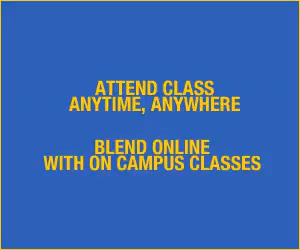 ATTEND CLASS
ANYTIME, ANYWHERE
BLEND ONLINE
WITH ON CAMPUS CLASSES